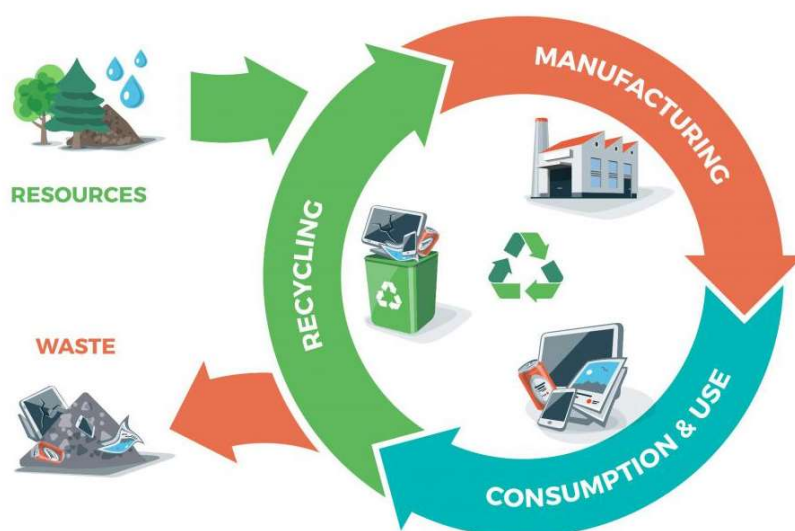 MANUFACTURING
RESOURCES
RECYCLING
WASTE
CONSUMPTION & USE